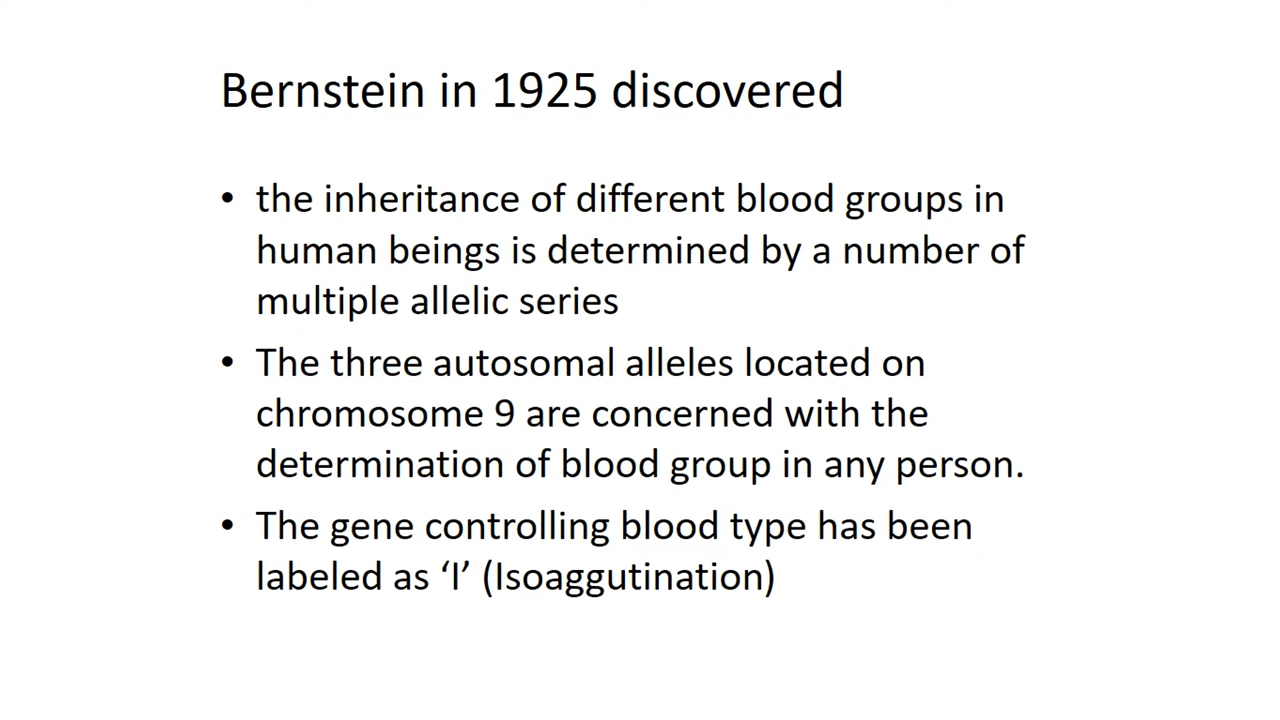 Bernstein in 1925 discovered
• the inheritance of different blood groups in
human beings is determined by a number of
multiple allelic series
• The three autosomal alleles located on
chromosome 9 are concerned with the
determination of blood group in any person.
• The gene controlling blood type has been
labeled as ‘I’ (Isoaggutination)